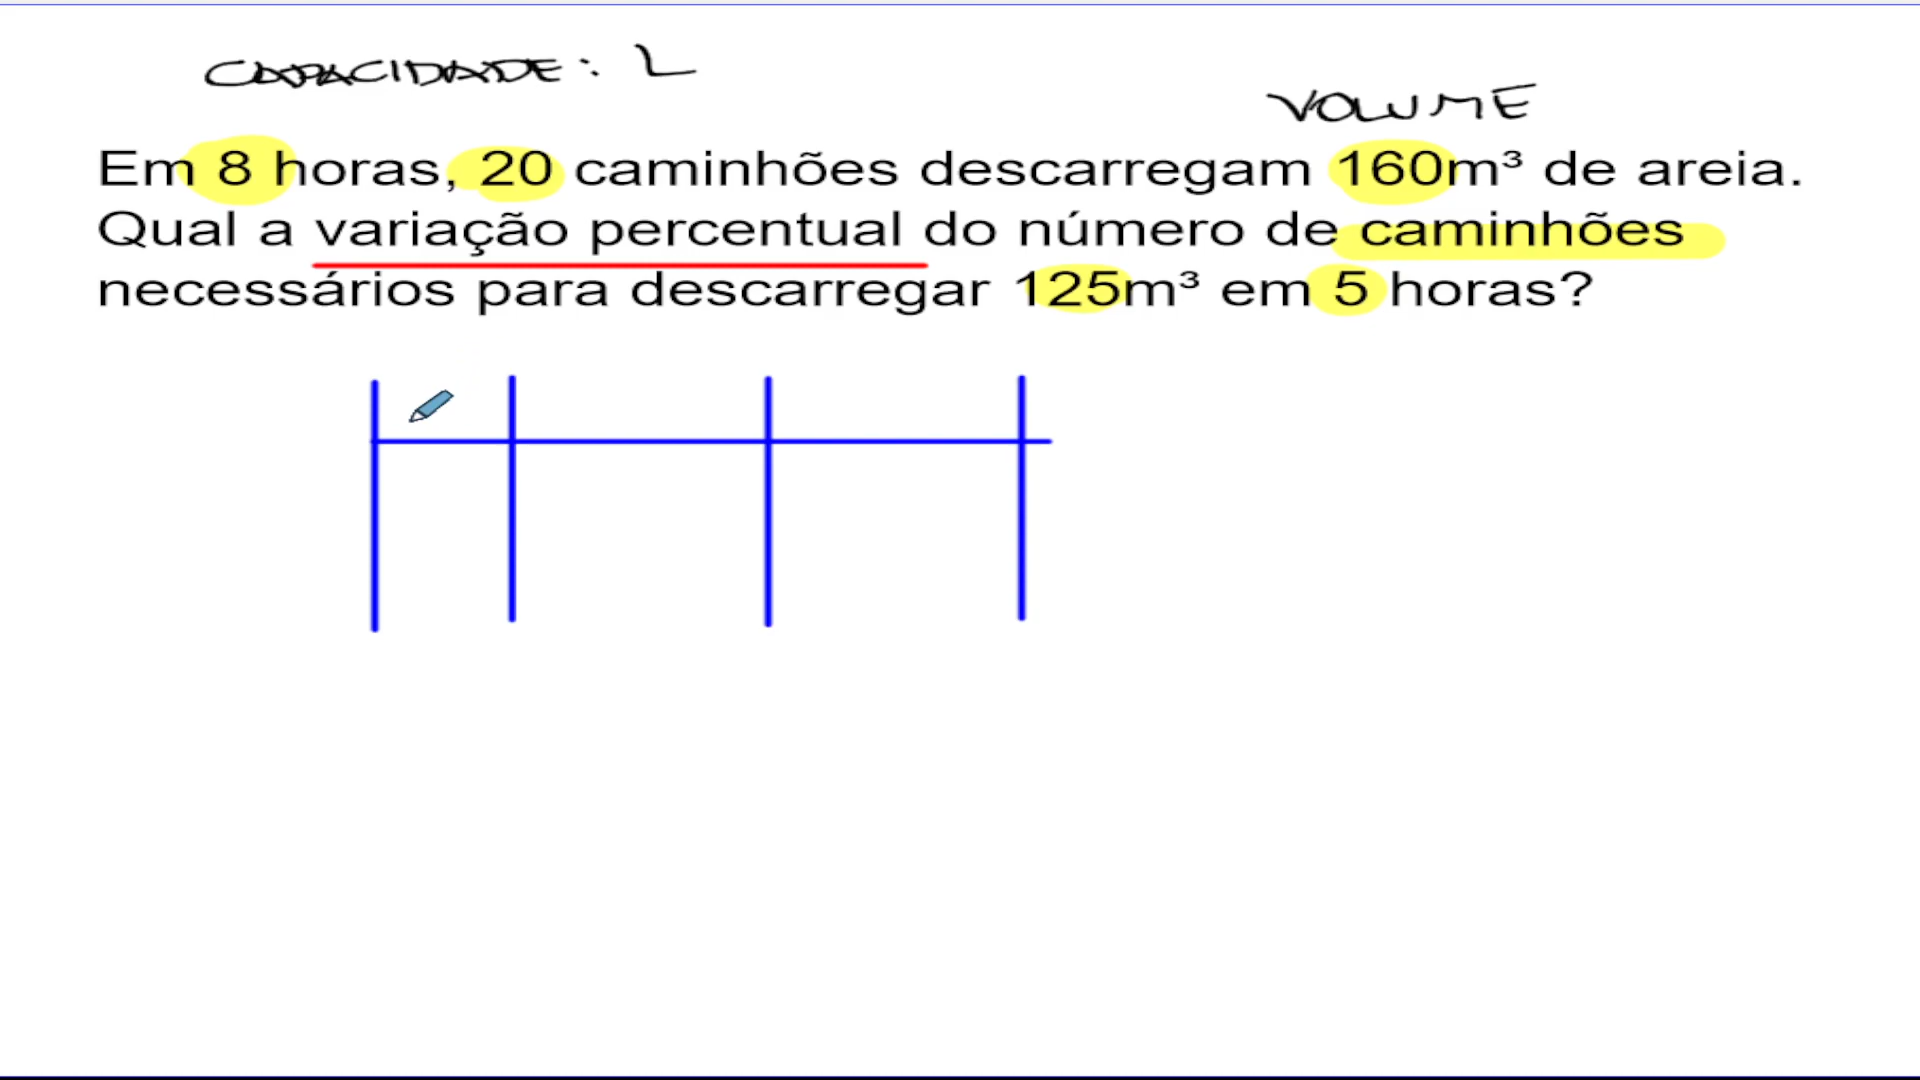 CAPACIDADE: L
VOLUME
Em 8 horas, 20 caminhões descarregam 160m³ de areia.
Qual a variação percentual do número de caminhões
necessários para descarregar 125m³ em 5 horas?